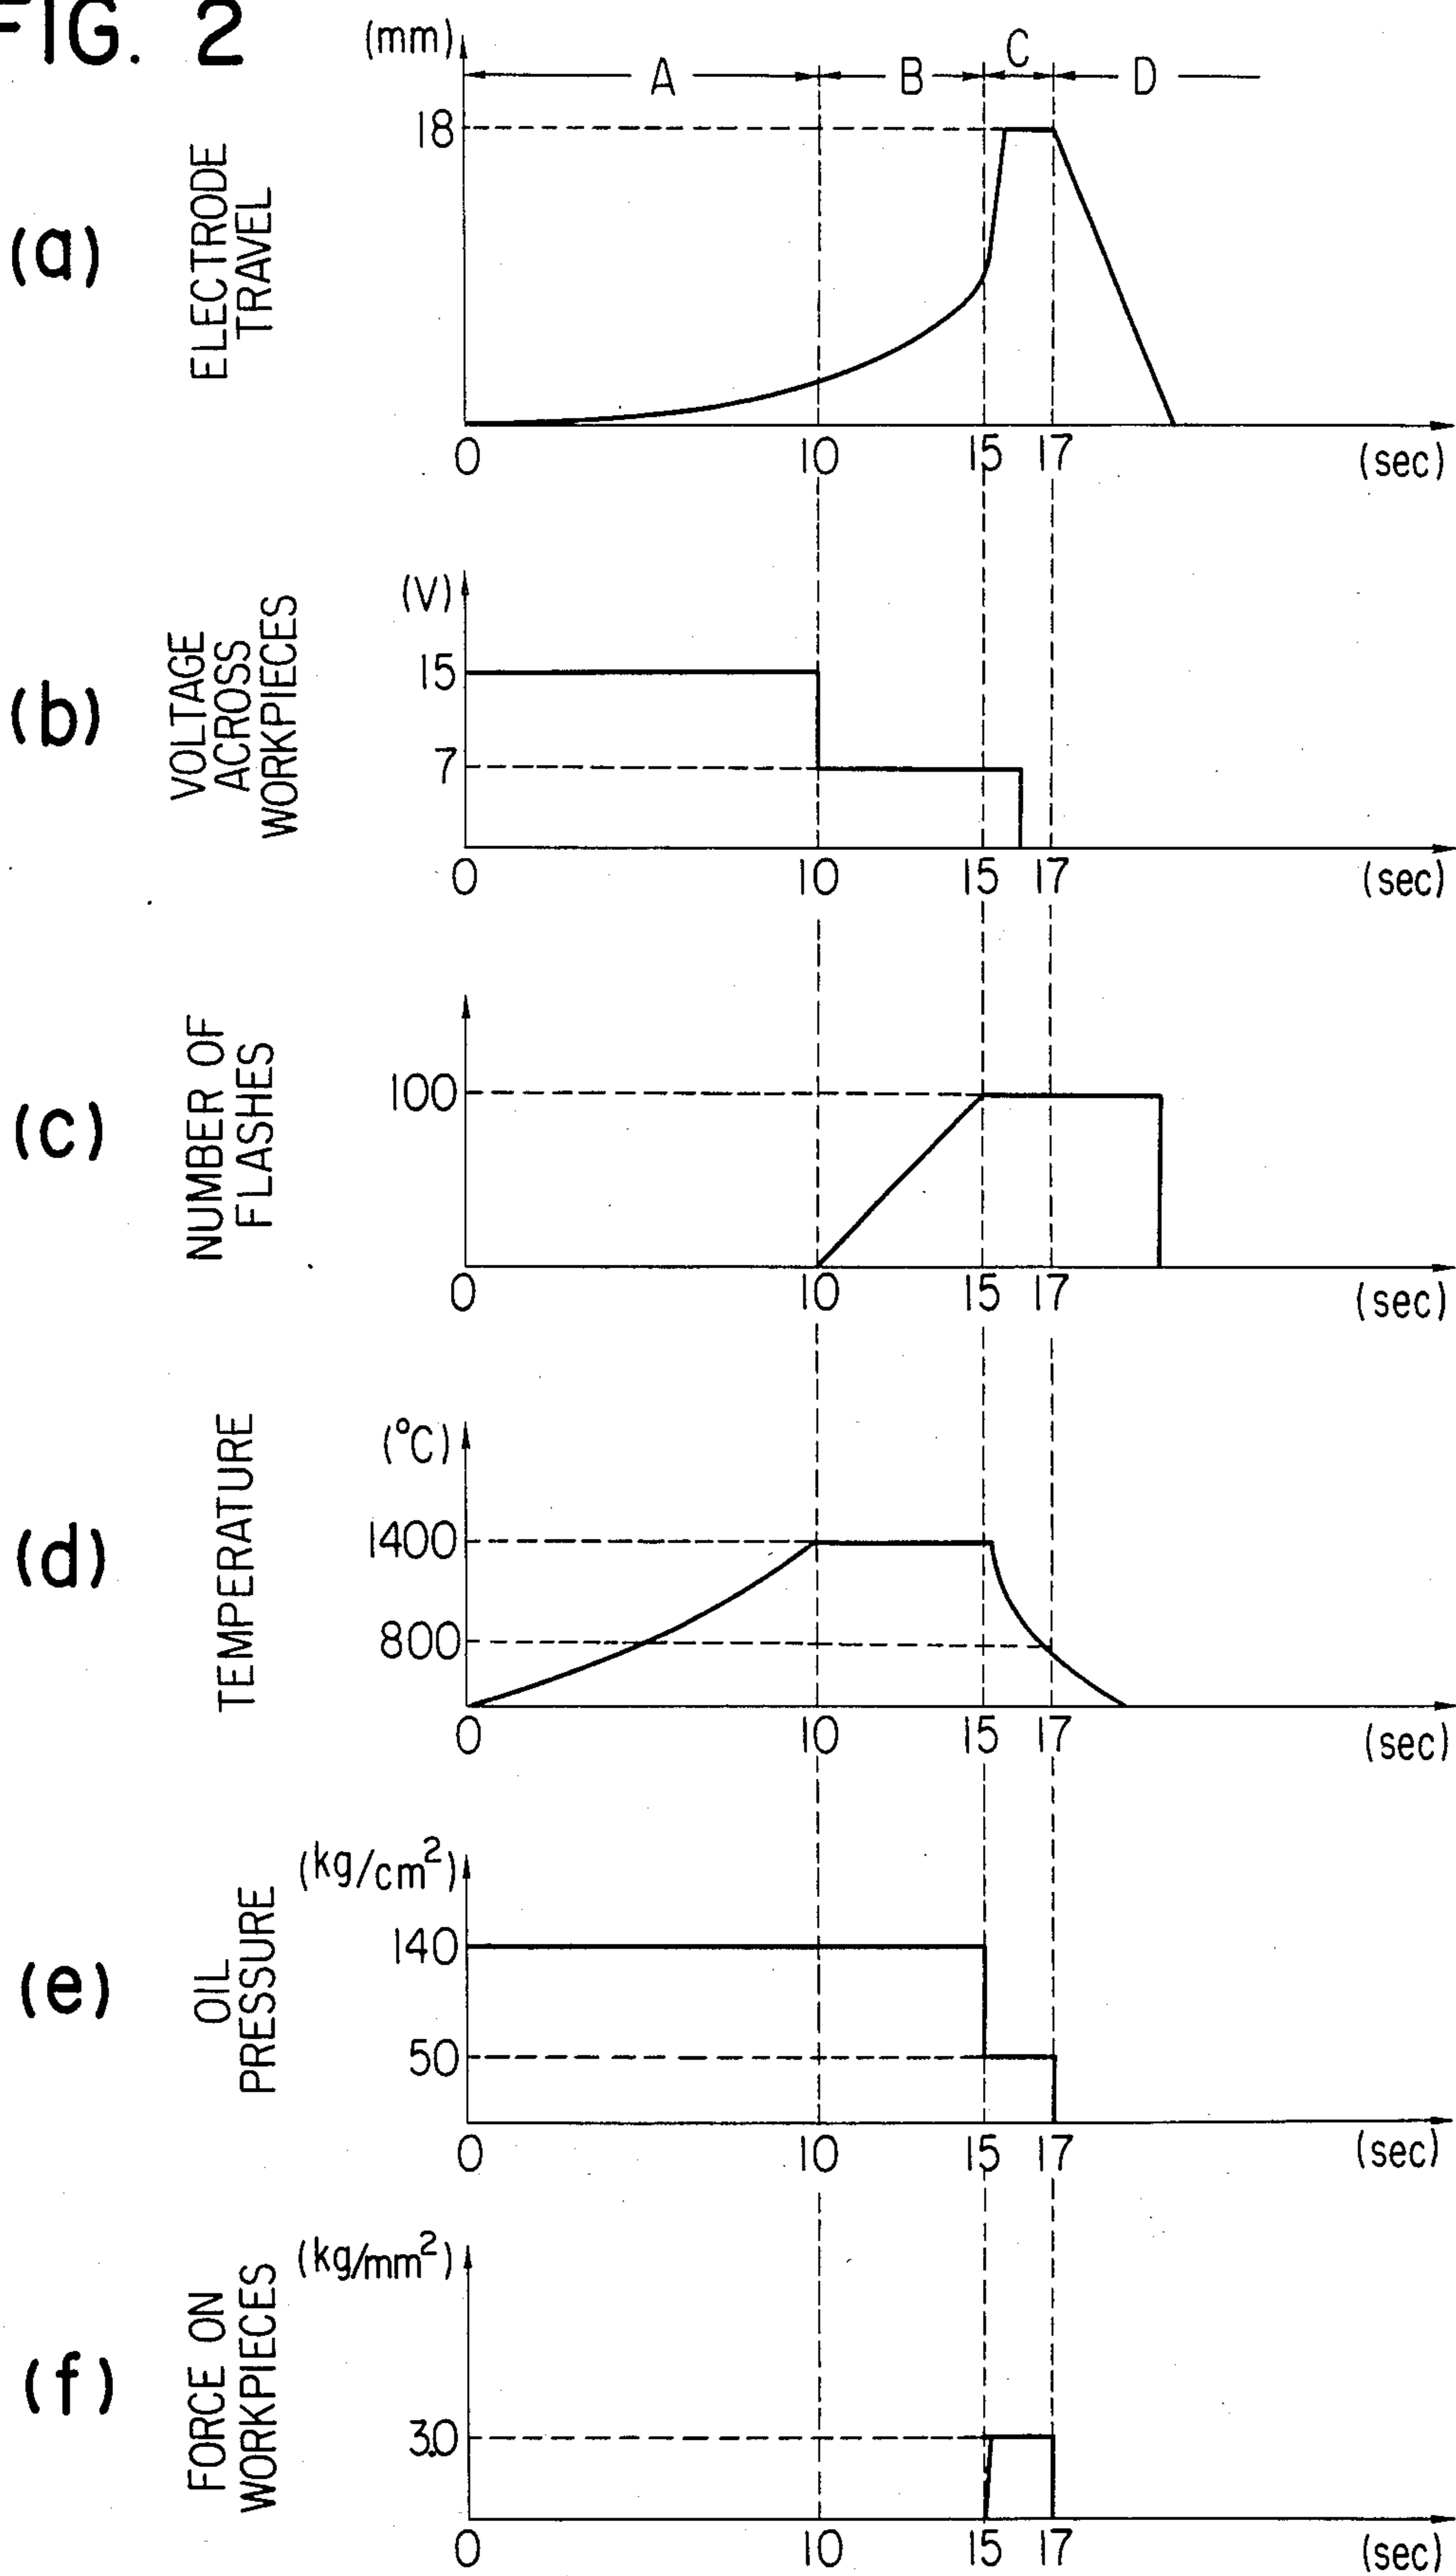 FIG. 2
(a)
ELECTRODE
TRAVEL
(mm)
A B C D
18
0 10 15 17 (sec)
(b)
VOLTAGE
ACROSS
WORKPIECES
(V)
15
7
0 10 15 17 (sec)
(c)
NUMBER OF
FLASHES
100
0 10 15 17 (sec)
(d)
TEMPERATURE
(°C)
1400
800
0 10 15 17 (sec)
(e)
OIL
PRESSURE
(kg/cm²)
140
50
0 10 15 17 (sec)
(f)
FORCE ON
WORKPIECES
(kg/mm²)
3.0
0 10 15 17 (sec)